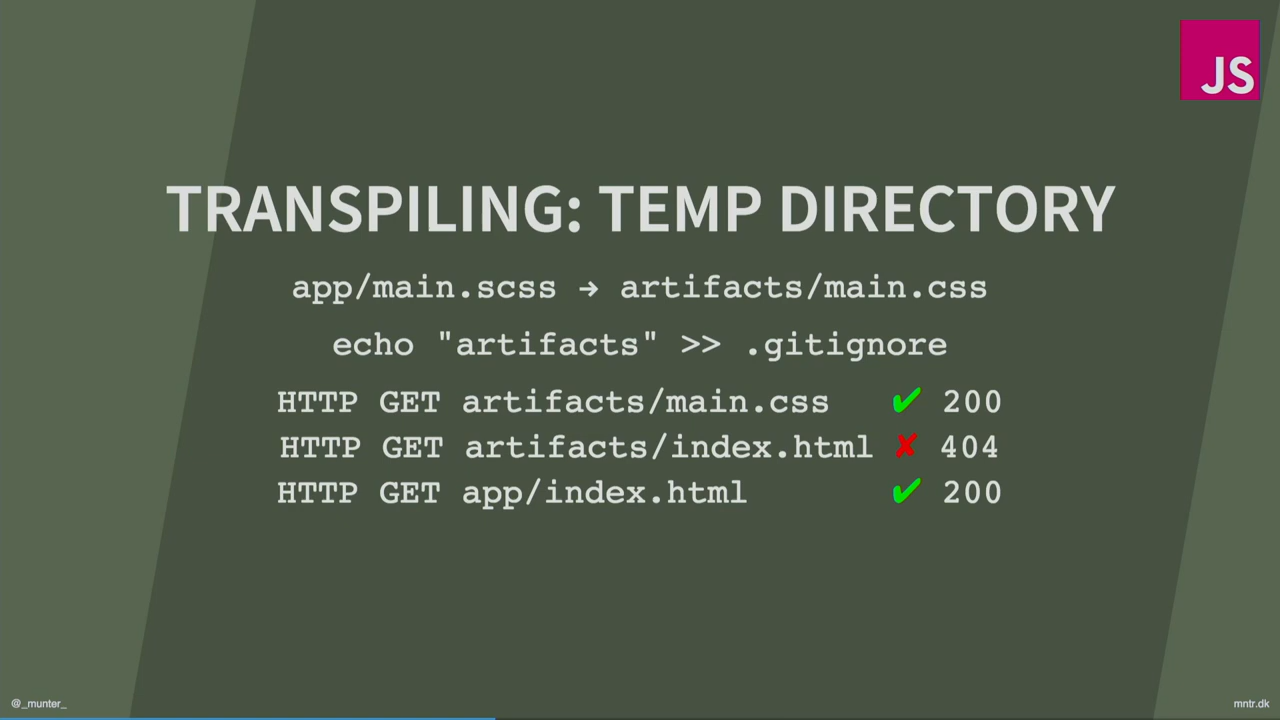 JS
TRANSPILING: TEMP DIRECTORY
app/main.scss → artifacts/main.css
echo "artifacts" >> .gitignore
HTTP GET artifacts/main.css ✔ 200
HTTP GET artifacts/index.html ✘ 404
HTTP GET app/index.html ✔ 200
@_munter_
mntr.dk